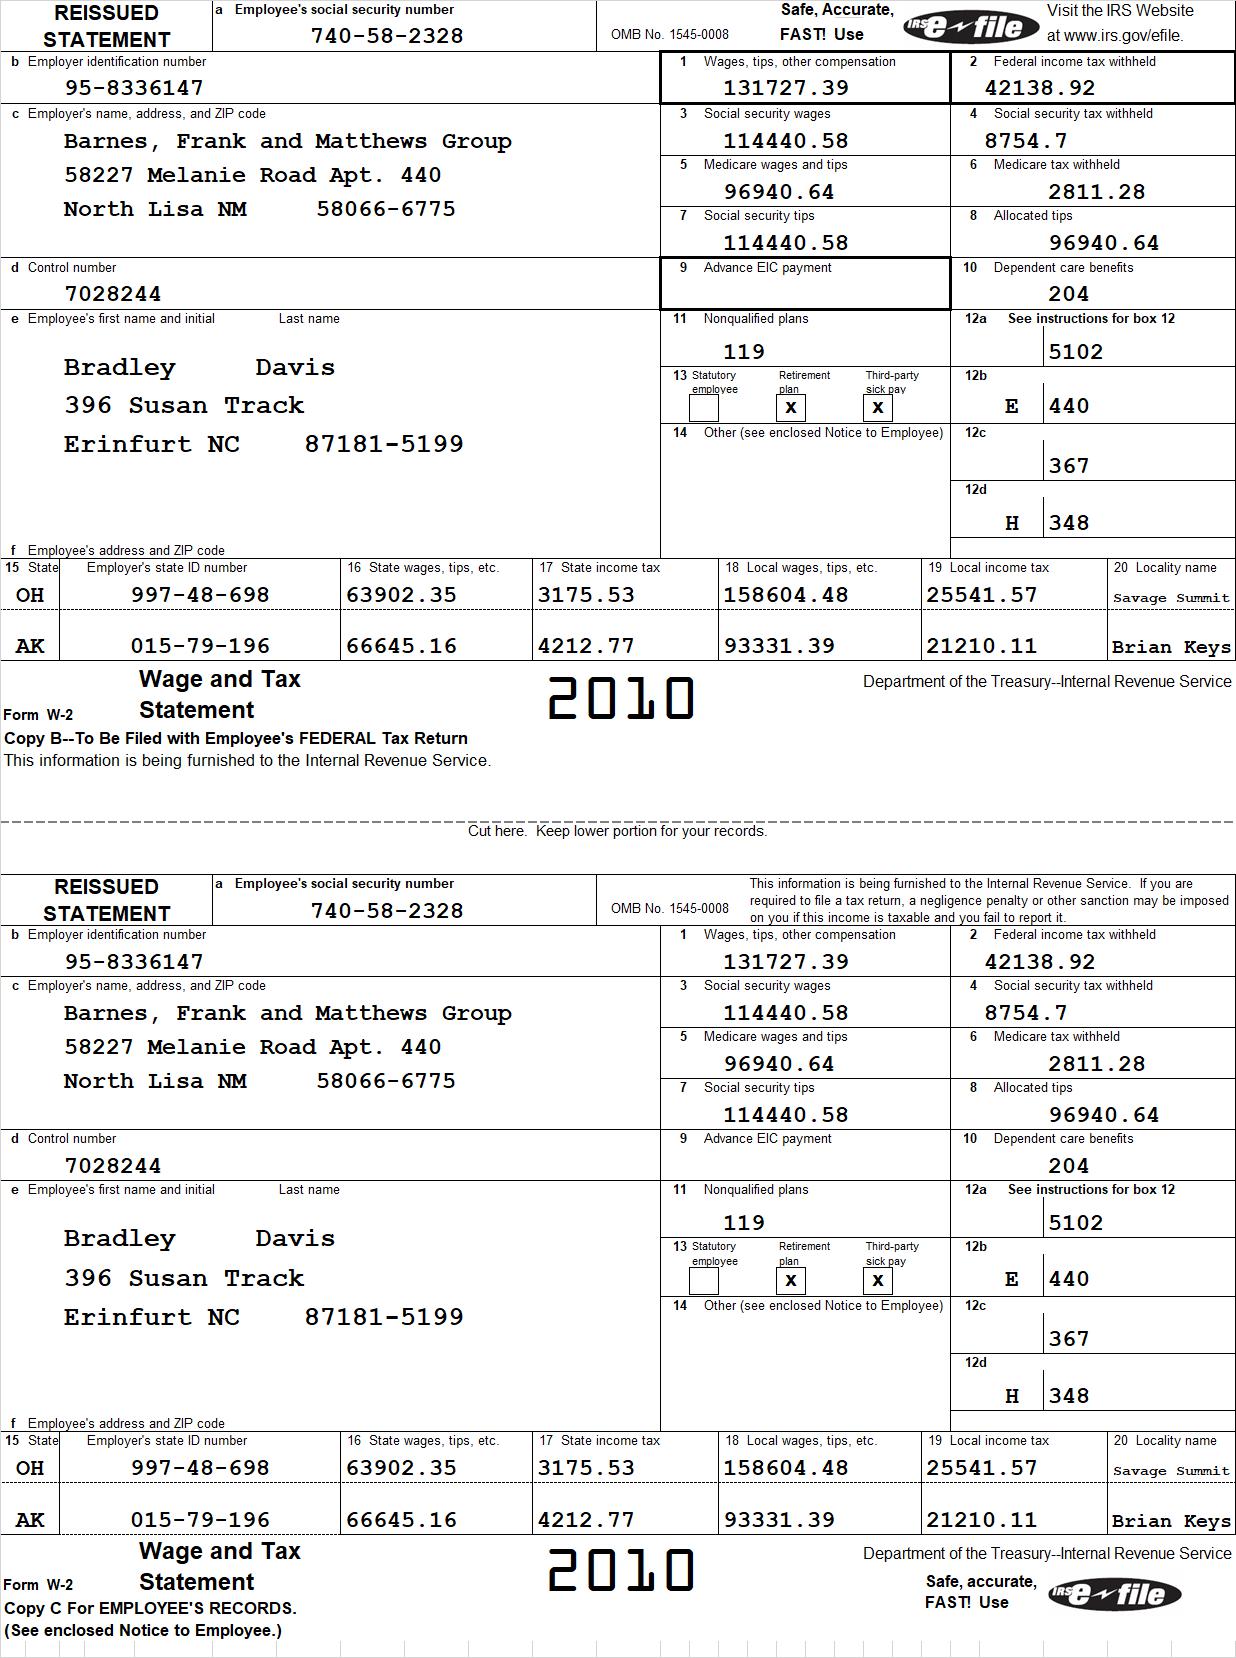 REISSUED STATEMENT
a Employee's social security number
740-58-2328
OMB No. 1545-0008
Safe, Accurate,
FAST! Use
IRS e-file
Visit the IRS Website
at www.irs.gov/efile.
b Employer identification number
95-8336147
1 Wages, tips, other compensation
131727.39
2 Federal income tax withheld
42138.92
c Employer's name, address, and ZIP code
Barnes, Frank and Matthews Group
58227 Melanie Road Apt. 440
North Lisa NM 58066-6775
3 Social security wages
114440.58
4 Social security tax withheld
8754.7
5 Medicare wages and tips
96940.64
6 Medicare tax withheld
2811.28
7 Social security tips
114440.58
8 Allocated tips
96940.64
d Control number
7028244
9 Advance EIC payment
10 Dependent care benefits
204
e Employee's first name and initial Last name
Bradley Davis
396 Susan Track
Erinfurt NC 87181-5199
f Employee's address and ZIP code
11 Nonqualified plans
119
12a See instructions for box 12
5102
13 Statutory employee Retirement plan Third-party sick pay
x x
12b
E 440
14 Other (see enclosed Notice to Employee)
12c
367
12d
H 348
15 State Employer's state ID number 16 State wages, tips, etc. 17 State income tax 18 Local wages, tips, etc. 19 Local income tax 20 Locality name
OH 997-48-698 63902.35 3175.53 158604.48 25541.57 Savage Summit
AK 015-79-196 66645.16 4212.77 93331.39 21210.11 Brian Keys
Wage and Tax
Statement
Form W-2
2010
Department of the Treasury--Internal Revenue Service
Copy B--To Be Filed with Employee's FEDERAL Tax Return
This information is being furnished to the Internal Revenue Service.
Cut here. Keep lower portion for your records.
REISSUED STATEMENT
a Employee's social security number
740-58-2328
OMB No. 1545-0008
This information is being furnished to the Internal Revenue Service. If you are
required to file a tax return, a negligence penalty or other sanction may be imposed
on you if this income is taxable and you fail to report it.
b Employer identification number
95-8336147
1 Wages, tips, other compensation
131727.39
2 Federal income tax withheld
42138.92
c Employer's name, address, and ZIP code
Barnes, Frank and Matthews Group
58227 Melanie Road Apt. 440
North Lisa NM 58066-6775
3 Social security wages
114440.58
4 Social security tax withheld
8754.7
5 Medicare wages and tips
96940.64
6 Medicare tax withheld
2811.28
7 Social security tips
114440.58
8 Allocated tips
96940.64
d Control number
7028244
9 Advance EIC payment
10 Dependent care benefits
204
e Employee's first name and initial Last name
Bradley Davis
396 Susan Track
Erinfurt NC 87181-5199
f Employee's address and ZIP code
11 Nonqualified plans
119
12a See instructions for box 12
5102
13 Statutory employee Retirement plan Third-party sick pay
x x
12b
E 440
14 Other (see enclosed Notice to Employee)
12c
367
12d
H 348
15 State Employer's state ID number 16 State wages, tips, etc. 17 State income tax 18 Local wages, tips, etc. 19 Local income tax 20 Locality name
OH 997-48-698 63902.35 3175.53 158604.48 25541.57 Savage Summit
AK 015-79-196 66645.16 4212.77 93331.39 21210.11 Brian Keys
Wage and Tax
Statement
Form W-2
2010
Department of the Treasury--Internal Revenue Service
Safe, accurate,
FAST! Use
IRS e-file
Copy C For EMPLOYEE'S RECORDS.
(See enclosed Notice to Employee.)